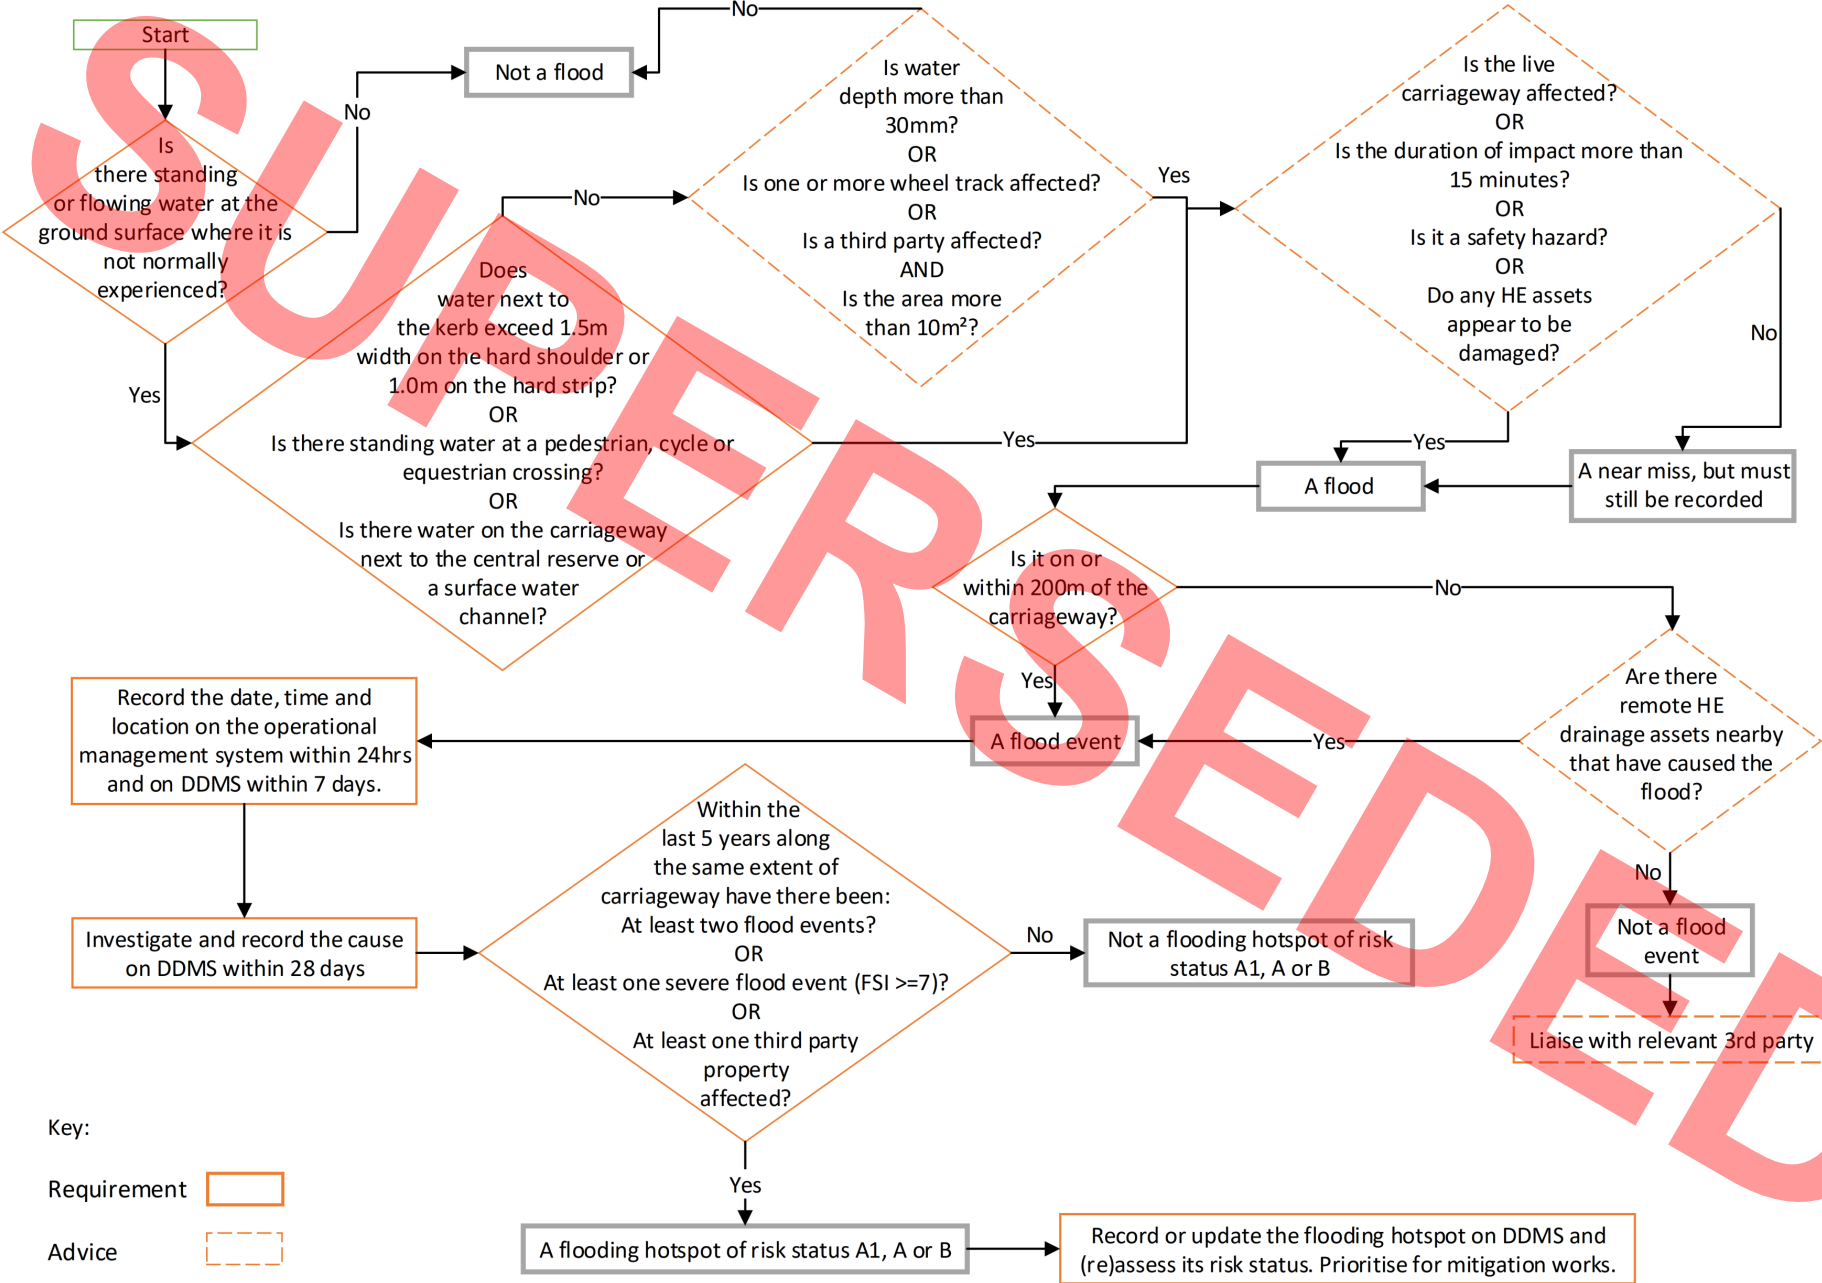 Start
Is
there standing
or flowing water at the
ground surface where it is
not normally
experienced?
No
Yes
Not a flood
No
Does
water next to
the kerb exceed 1.5m
width on the hard shoulder or
1.0m on the hard strip?
OR
Is there standing water at a pedestrian, cycle or
equestrian crossing?
OR
Is there water on the carriageway
next to the central reserve or
a surface water
channel?
No
Yes
Is water
depth more than
30mm?
OR
Is one or more wheel track affected?
OR
Is a third party affected?
AND
Is the area more
than 10m²?
Yes
Is the live
carriageway affected?
OR
Is the duration of impact more than
15 minutes?
OR
Is it a safety hazard?
OR
Do any HE assets
appear to be
damaged?
No
Yes
A near miss, but must
still be recorded
A flood
Is it on or
within 200m of the
carriageway?
No
Yes
Are there
remote HE
drainage assets nearby
that have caused the
flood?
Yes
No
A flood event
Not a flood
event
Liaise with relevant 3rd party
Record the date, time and
location on the operational
management system within 24hrs
and on DDMS within 7 days.
Investigate and record the cause
on DDMS within 28 days
Within the
last 5 years along
the same extent of
carriageway have there been:
At least two flood events?
OR
At least one severe flood event (FSI >=7)?
OR
At least one third party
property
affected?
No
Not a flooding hotspot of risk
status A1, A or B
Yes
A flooding hotspot of risk status A1, A or B
Record or update the flooding hotspot on DDMS and
(re)assess its risk status. Prioritise for mitigation works.
Key:
Requirement
Advice
SUPERSEDED